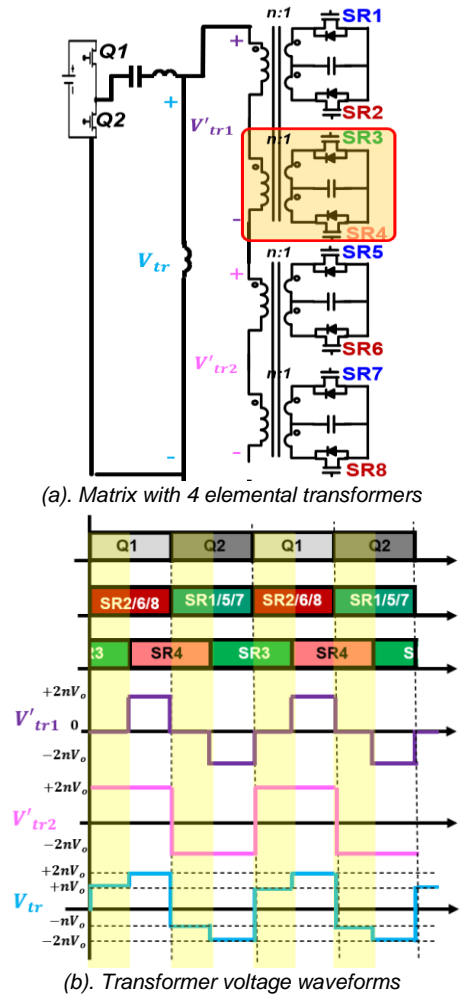 n:1
SR1
Q1
+
+
V'tr1
Q2
SR2
n:1
SR3
-
SR4
n:1
SR5
Vtr
+
V'tr2
SR6
n:1
SR7
-
-
SR8
(a). Matrix with 4 elemental transformers
Q1 Q2 Q1 Q2
SR2/6/8 SR1/5/7 SR2/6/8 SR1/5/7
R3 SR4 SR3 SR4 S
+2nVo
V'tr1 0
−2nVo
+2nVo
V'tr2
−2nVo
+2nVo
+nVo
Vtr
−nVo
−2nVo
(b). Transformer voltage waveforms